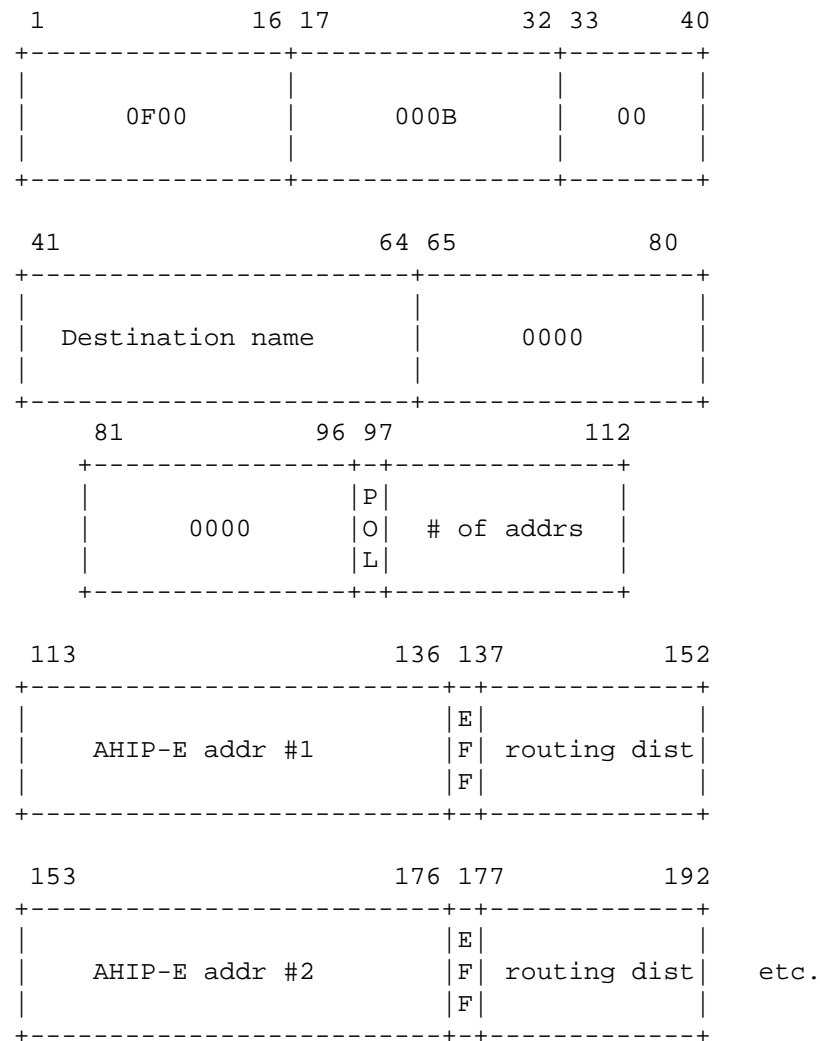 1 16 17 32 33 40
0F00 000B 00
41 64 65 80
Destination name 0000
81 96 97 112
P
0000 O # of addrs
L
113 136 137 152
E
AHIP-E addr #1 F routing dist
F
153 176 177 192
E
AHIP-E addr #2 F routing dist etc.
F